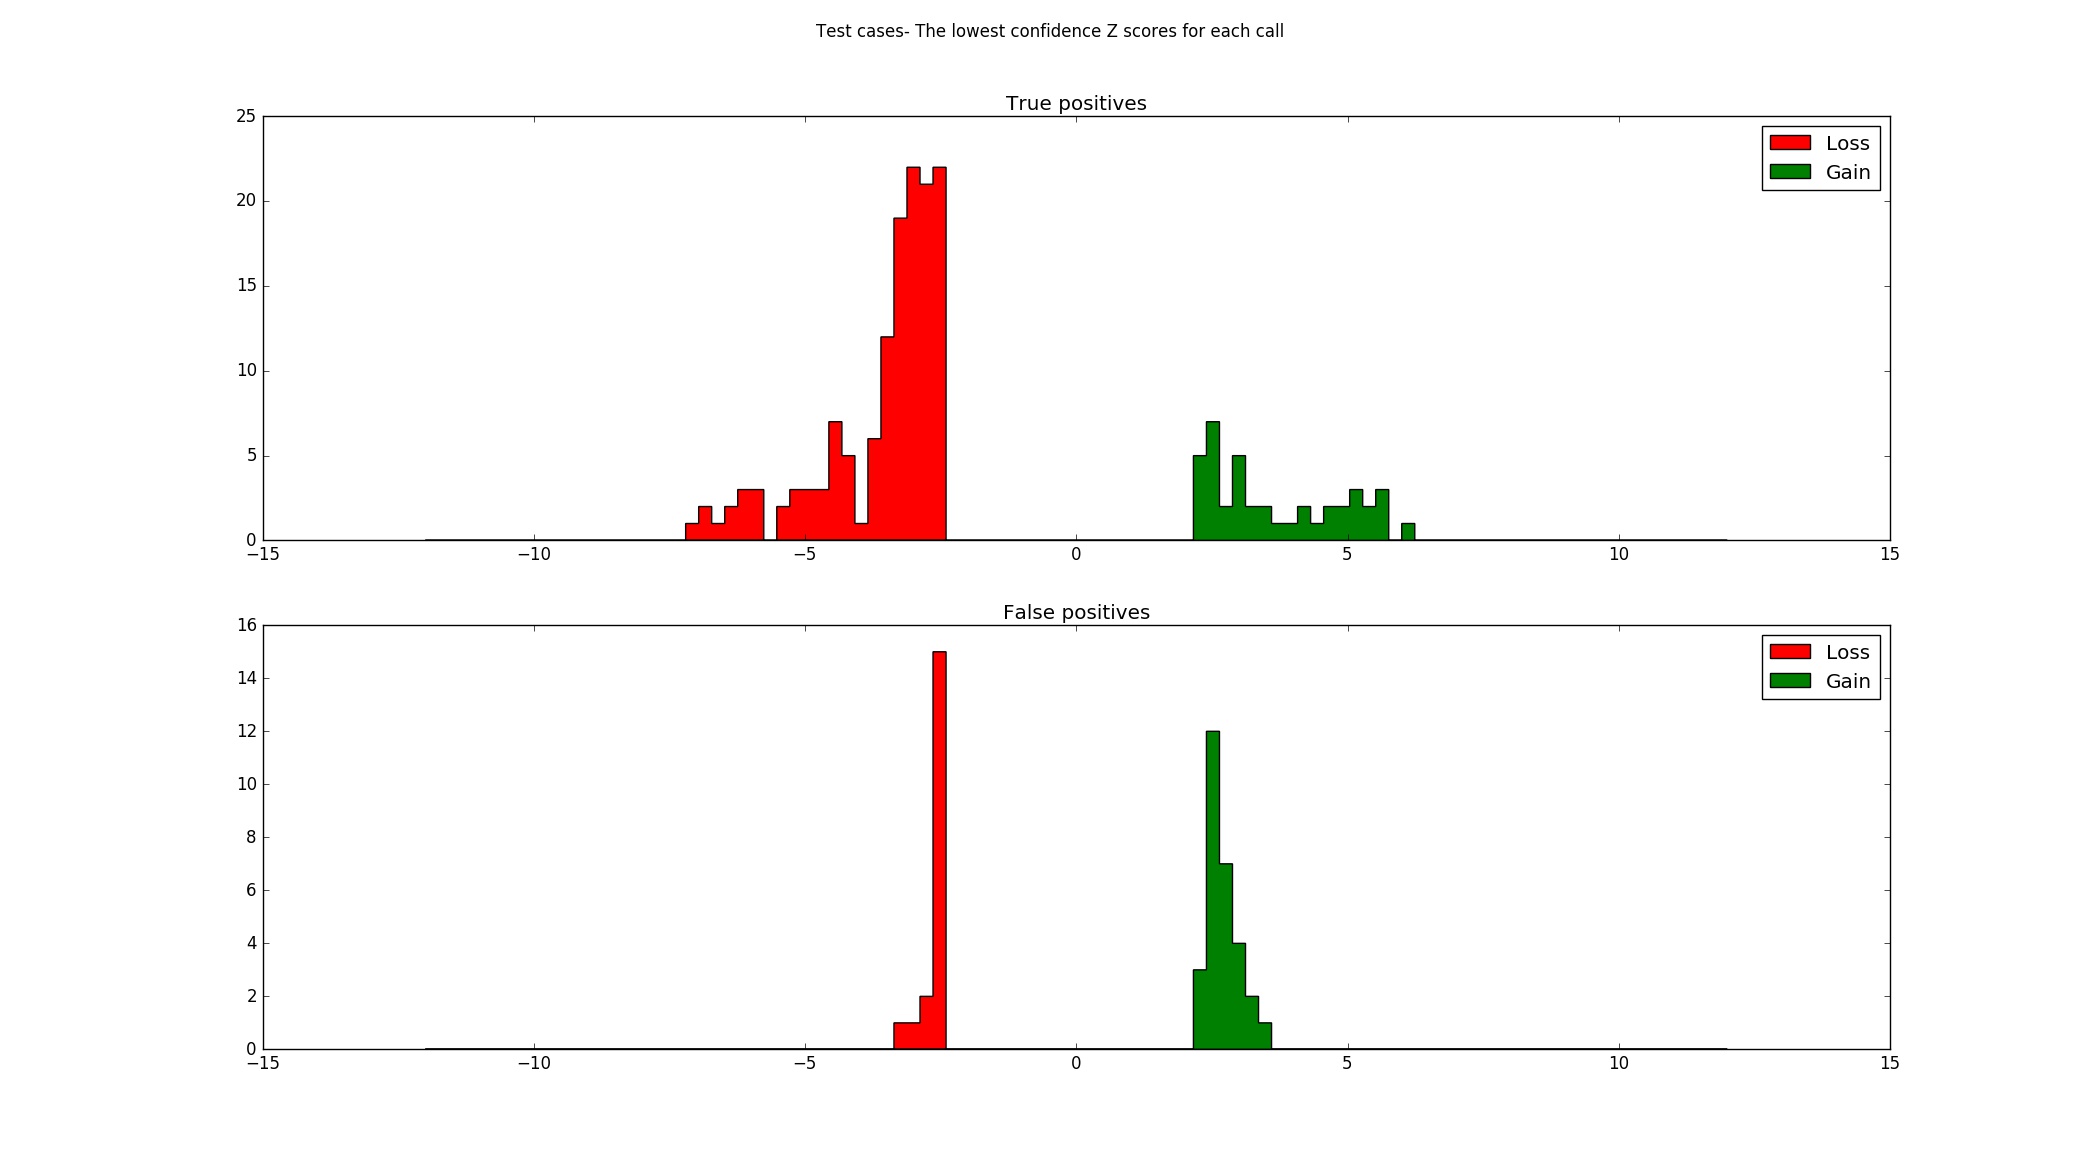 Test cases- The lowest confidence Z scores for each call
True positives
25
20
15
10
5
0
−15 −10 −5 0 5 10 15
Loss
Gain
False positives
16
14
12
10
8
6
4
2
0
−15 −10 −5 0 5 10 15
Loss
Gain